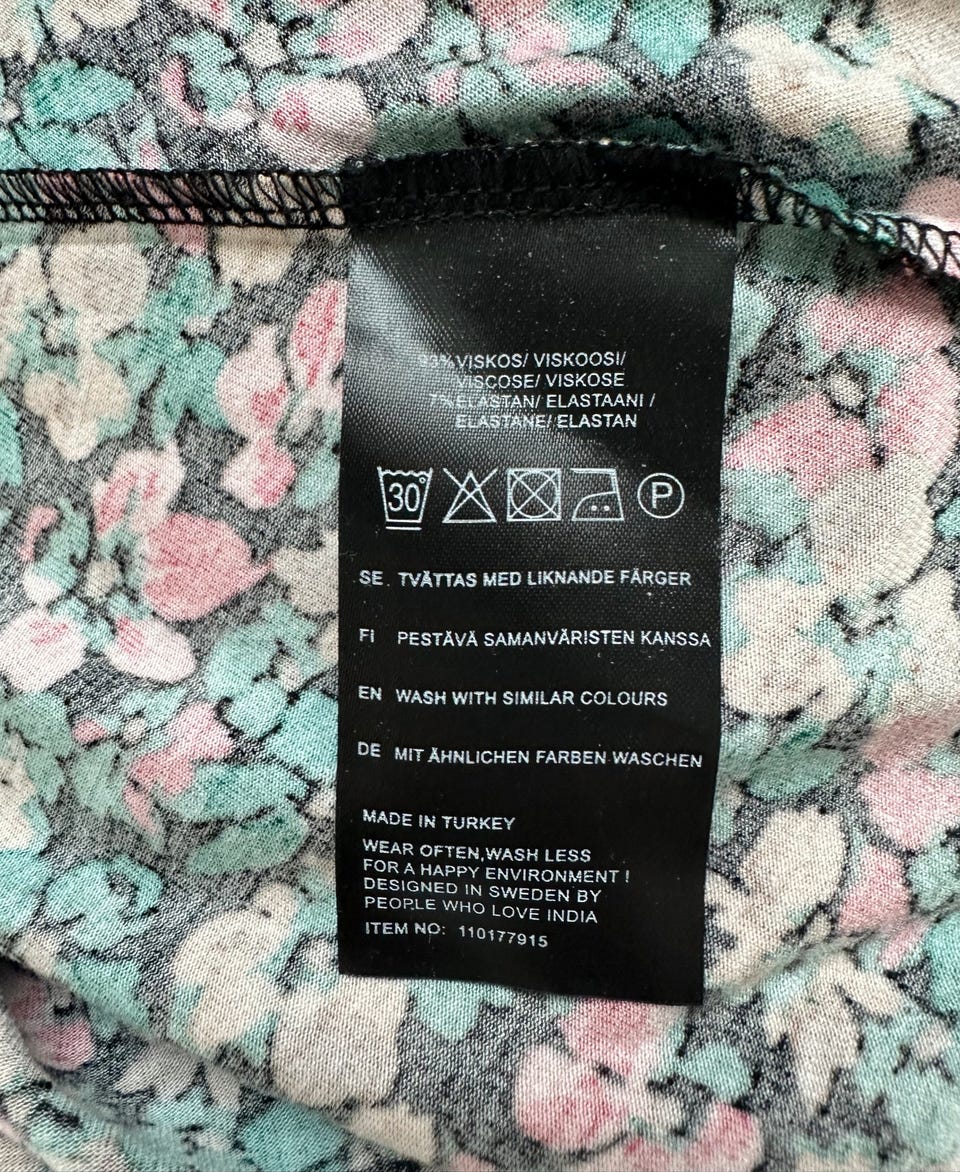 VISKOS/ VISKOOSI/
VISCOSE/ VISKOSE
7% ELASTAN/ ELASTAANI /
ELASTANE/ ELASTAN
30 P
SE. TVÄTTAS MED LIKNANDE FÄRGER
FI PESTÄVÄ SAMANVÄRISTEN KANSSA
EN WASH WITH SIMILAR COLOURS
DE MIT ÄHNLICHEN FARBEN WASCHEN
MADE IN TURKEY
WEAR OFTEN,WASH LESS
FOR A HAPPY ENVIRONMENT !
DESIGNED IN SWEDEN BY
PEOPLE WHO LOVE INDIA
ITEM NO: 110177915